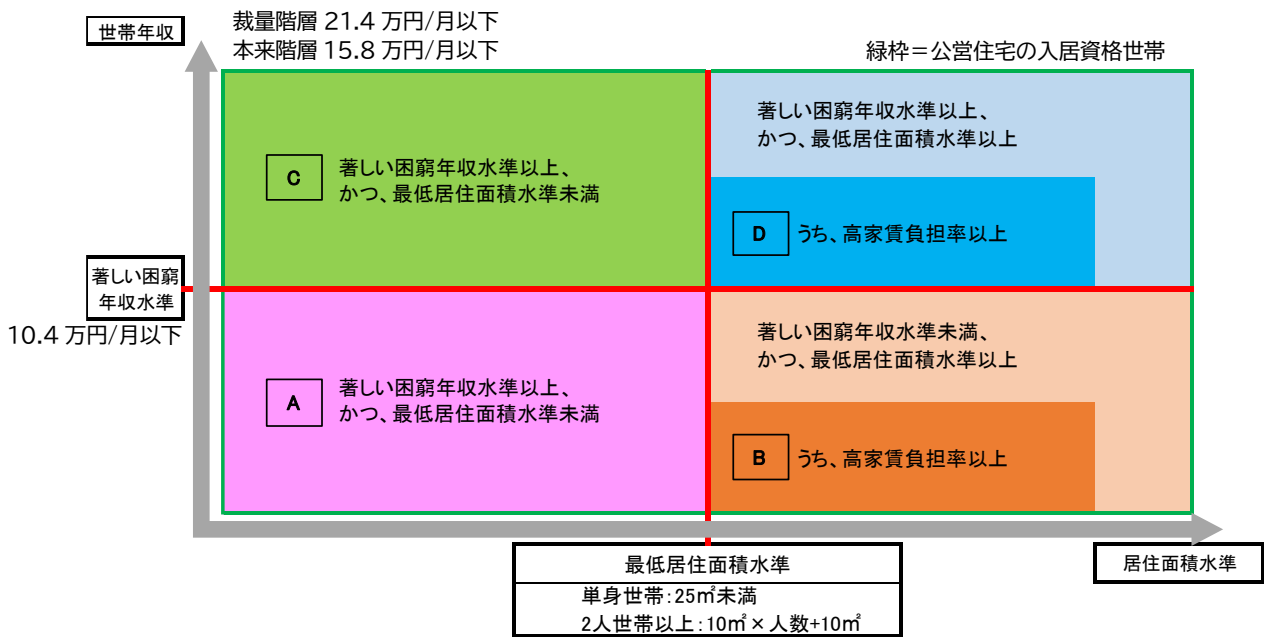 世帯年収
裁量階層 21.4 万円/月以下
本来階層 15.8 万円/月以下
緑枠＝公営住宅の入居資格世帯
C
著しい困窮年収水準以上、
かつ、最低居住面積水準未満
著しい困窮年収水準以上、
かつ、最低居住面積水準以上
D
うち、高家賃負担率以上
著しい困窮
年収水準
10.4 万円/月以下
A
著しい困窮年収水準以上、
かつ、最低居住面積水準未満
著しい困窮年収水準未満、
かつ、最低居住面積水準以上
B
うち、高家賃負担率以上
最低居住面積水準
単身世帯：25㎡未満
2人世帯以上：10㎡×人数+10㎡
居住面積水準